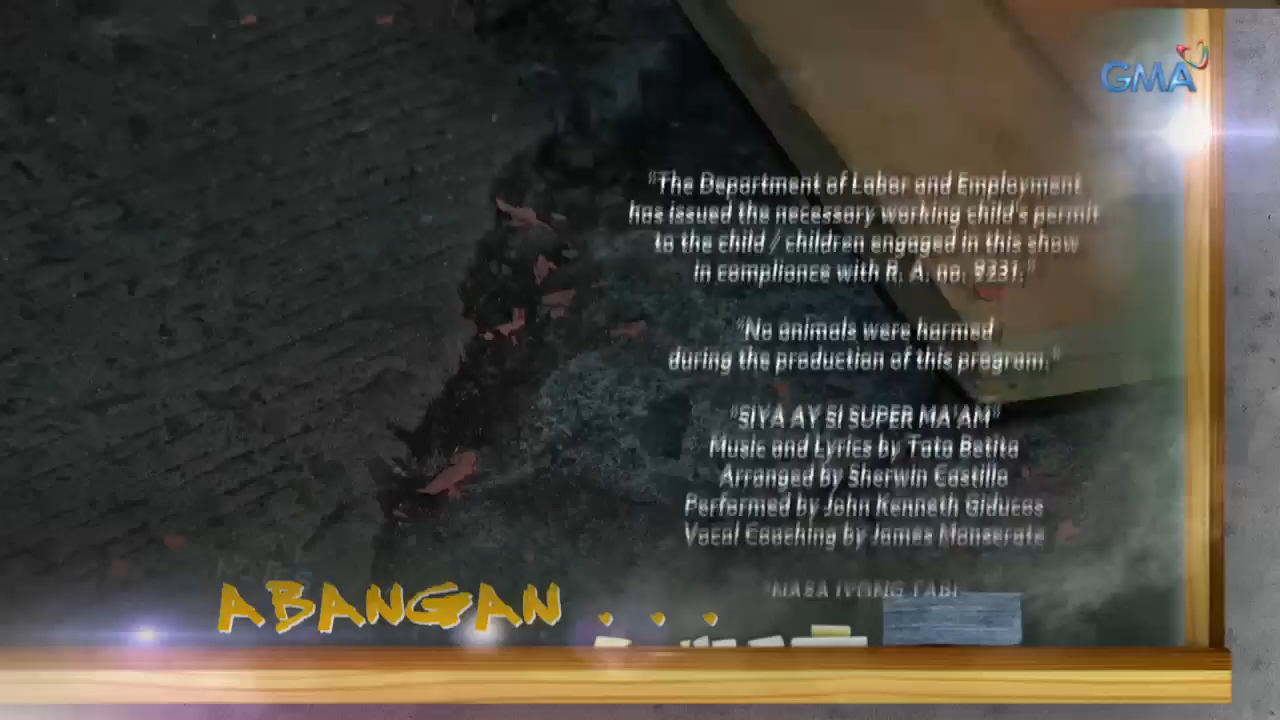 GMA
"The Department of Labor and Employment
has issued the necessary working child's permit
to the child / children engaged in this show
in compliance with R. A. no. 9231."
"No animals were harmed
during the production of this program."
"SIYA AY SI SUPER MA'AM"
Music and Lyrics by Tata Betita
Arranged by Sherwin Castillo
Performed by John Kenneth Giducos
Vocal Coaching by James Manserate
"NASA IYONG TABI
ABANGAN . . .